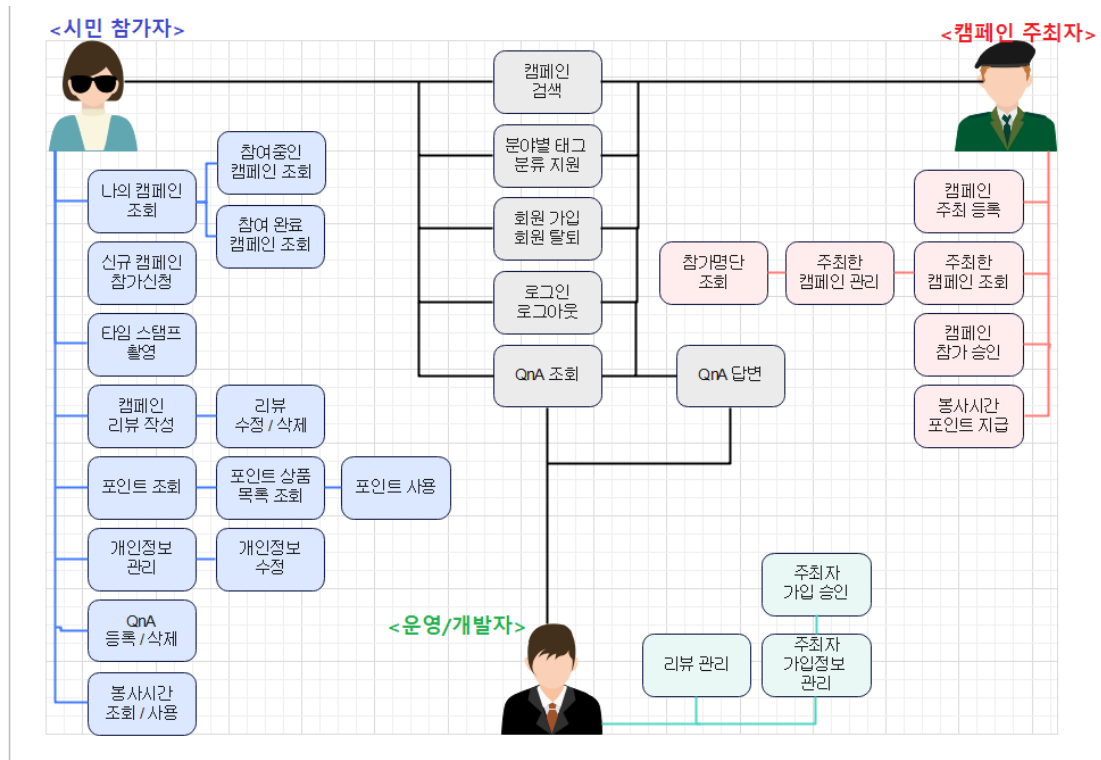 <시민 참가자>
<캠페인 주최자>
캠페인
검색
분야별 태그
분류 지원
회원 가입
회원 탈퇴
로그인
로그아웃
QnA 조회
QnA 답변
나의 캠페인
조회
참여중인
캠페인 조회
참여 완료
캠페인 조회
신규 캠페인
참가신청
타임 스탬프
촬영
캠페인
리뷰 작성
리뷰
수정 / 삭제
포인트 조회
포인트 상품
목록 조회
포인트 사용
개인정보
관리
개인정보
수정
QnA
등록 / 삭제
봉사시간
조회 / 사용
캠페인
주최 등록
참가명단
조회
주최한
캠페인 관리
주최한
캠페인 조회
캠페인
참가 승인
봉사시간
포인트 지급
<운영/개발자>
주최자
가입 승인
리뷰 관리
주최자
가입정보
관리